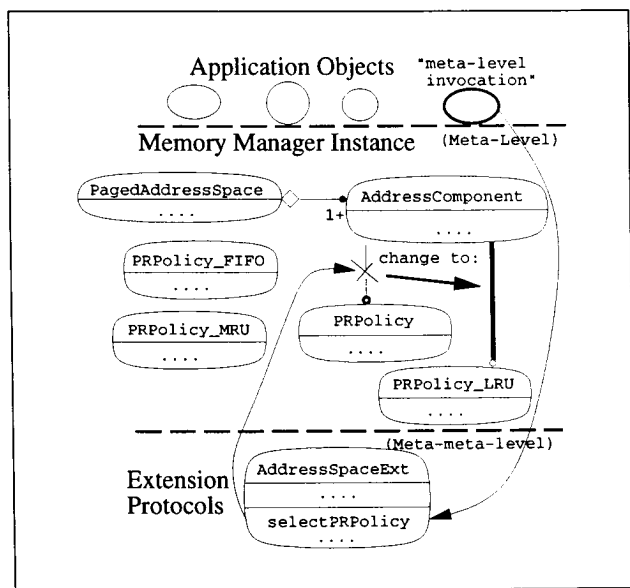 Application Objects
"meta-level
invocation"
Memory Manager Instance
(Meta-Level)
PagedAddressSpace
. . . .
1+
AddressComponent
. . . .
PRPolicy_FIFO
. . . .
change to:
PRPolicy_MRU
. . . .
PRPolicy
. . . .
PRPolicy_LRU
. . . .
(Meta-meta-level)
Extension
Protocols
AddressSpaceExt
. . . .
selectPRPolicy
. . . .